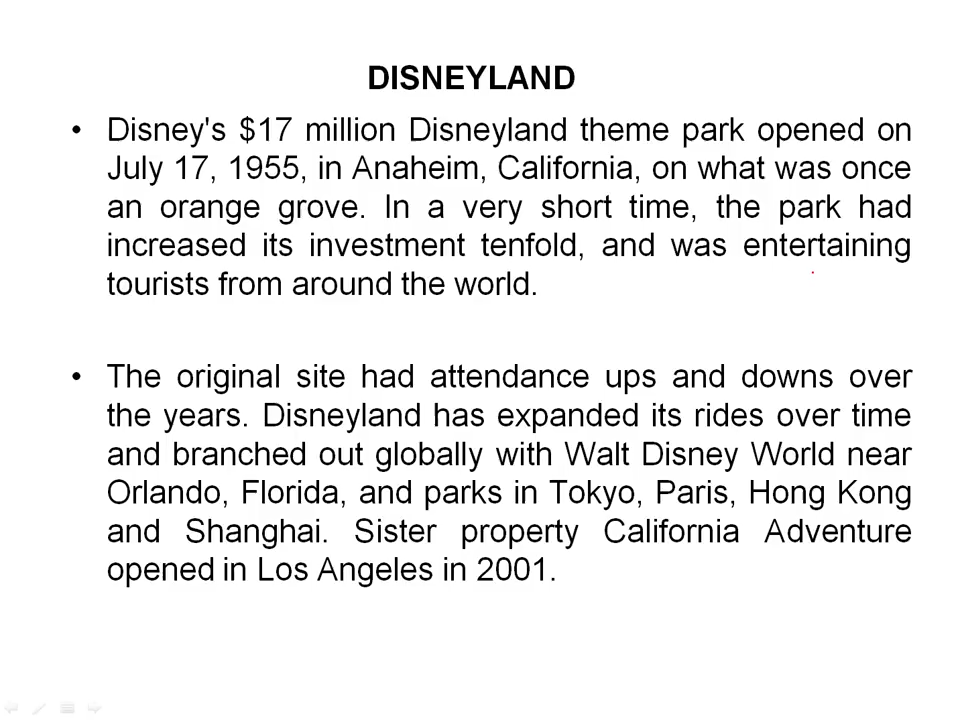 DISNEYLAND
• Disney's $17 million Disneyland theme park opened on
July 17, 1955, in Anaheim, California, on what was once
an orange grove. In a very short time, the park had
increased its investment tenfold, and was entertaining
tourists from around the world.
• The original site had attendance ups and downs over
the years. Disneyland has expanded its rides over time
and branched out globally with Walt Disney World near
Orlando, Florida, and parks in Tokyo, Paris, Hong Kong
and Shanghai. Sister property California Adventure
opened in Los Angeles in 2001.